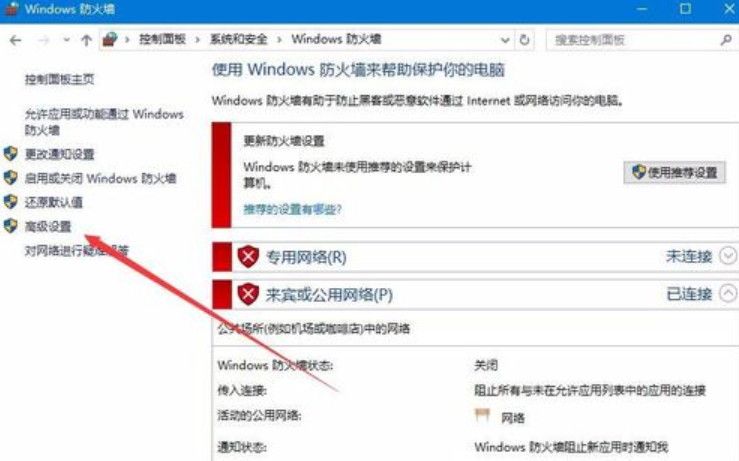 Windows 防火墙
控制面板 › 系统和安全 › Windows 防火墙
搜索控制面板
控制面板主页
允许应用或功能通过 Windows
防火墙
更改通知设置
启用或关闭 Windows 防火墙
还原默认值
高级设置
对网络进行疑难解答
使用 Windows 防火墙来帮助保护你的电脑
Windows 防火墙有助于防止黑客或恶意软件通过 Internet 或网络访问你的电脑。
更新防火墙设置
Windows 防火墙未使用推荐的设置来保护计
算机。
使用推荐设置
推荐的设置有哪些?
专用网络(R) 未连接
来宾或公用网络(P) 已连接
公共场所(例如机场或咖啡店)中的网络
Windows 防火墙状态: 关闭
传入连接: 阻止所有与未在允许应用列表中的应用的连接
活动的公用网络: 网络
通知状态: Windows 防火墙阻止新应用时通知我